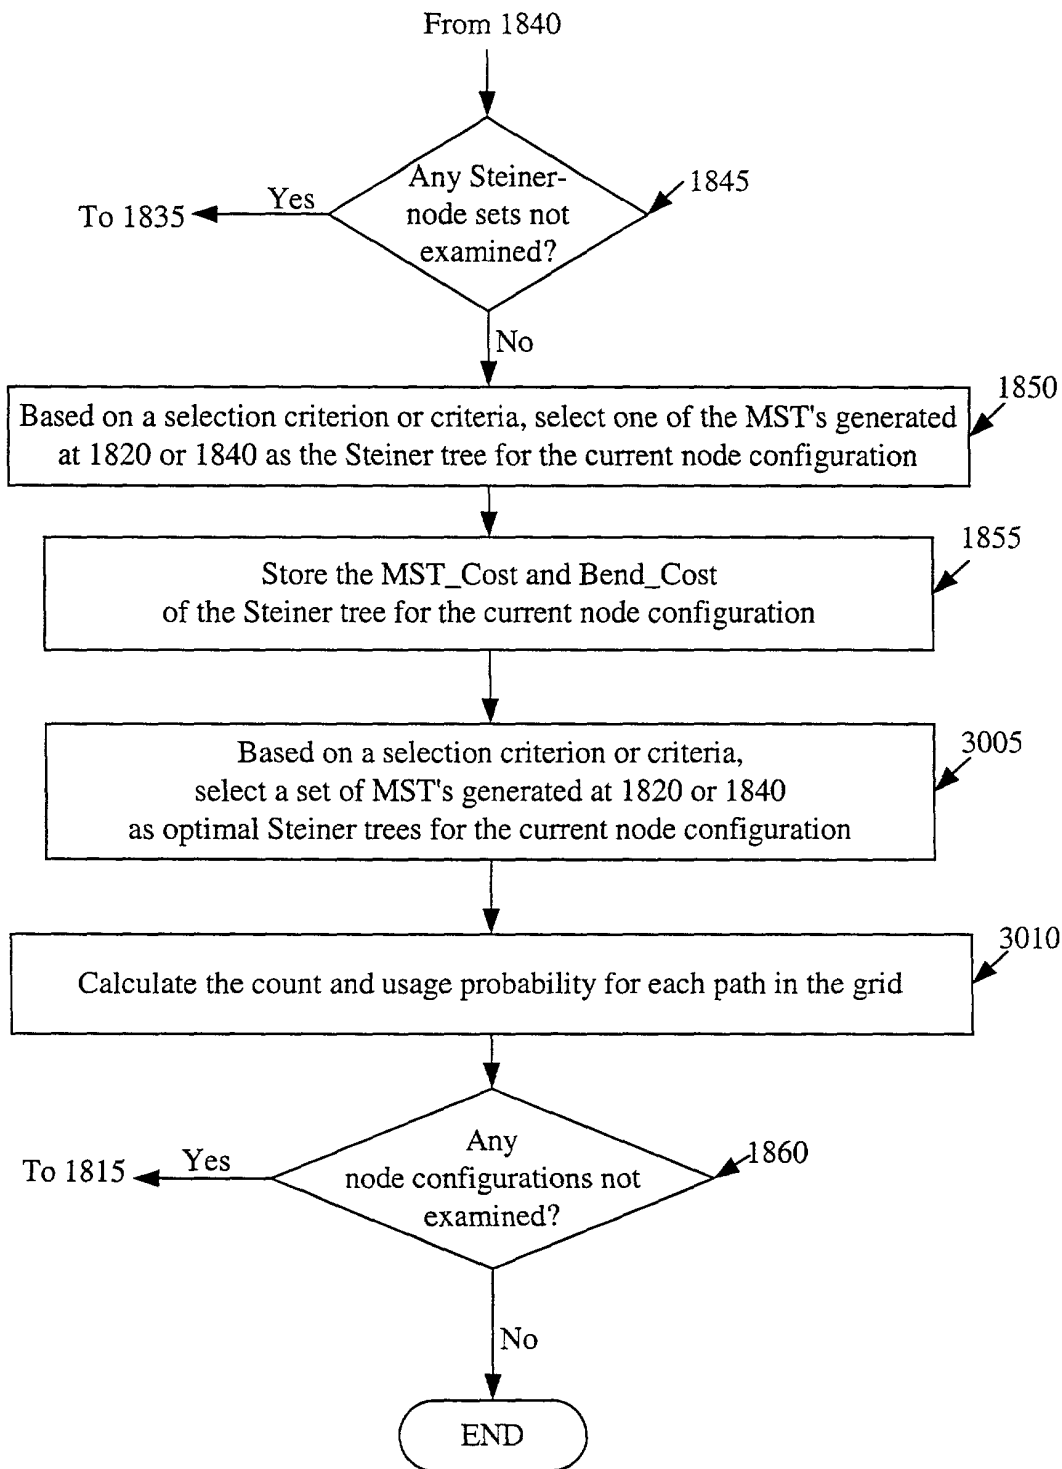 From 1840
Any Steiner-
node sets not
examined?
1845
Yes
To 1835
No
1850
Based on a selection criterion or criteria, select one of the MST's generated
at 1820 or 1840 as the Steiner tree for the current node configuration
1855
Store the MST_Cost and Bend_Cost
of the Steiner tree for the current node configuration
3005
Based on a selection criterion or criteria,
select a set of MST's generated at 1820 or 1840
as optimal Steiner trees for the current node configuration
3010
Calculate the count and usage probability for each path in the grid
Any
node configurations not
examined?
1860
Yes
To 1815
No
END